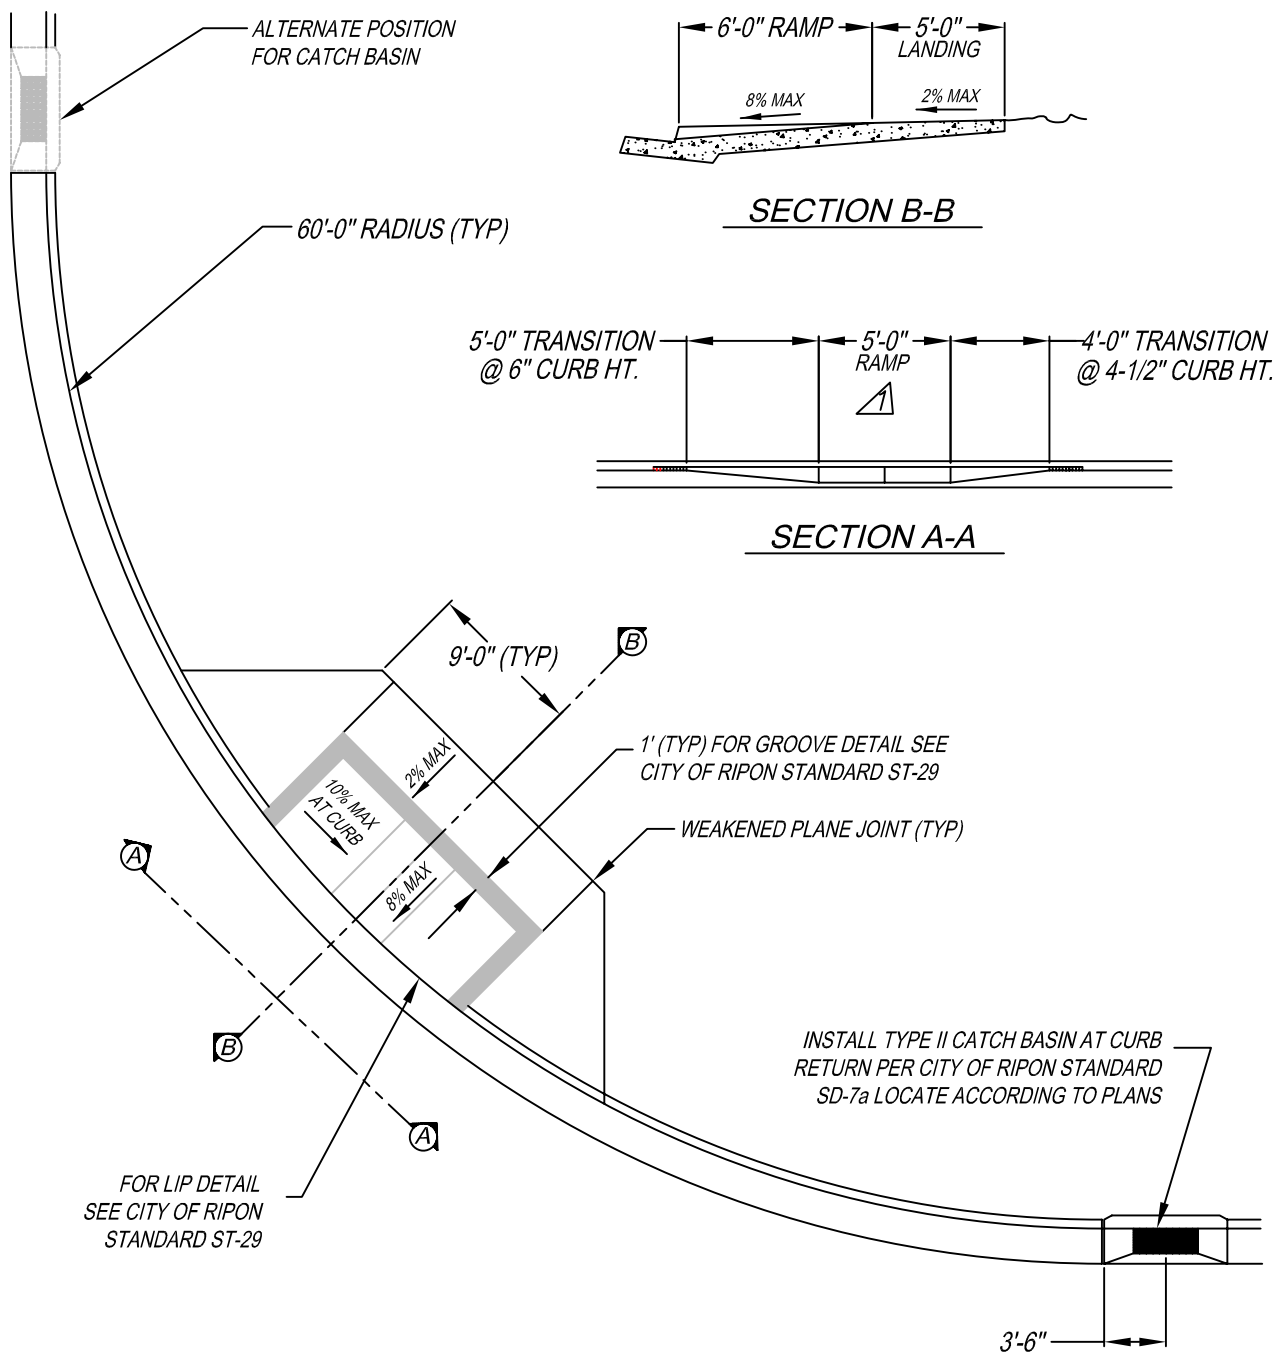 ALTERNATE POSITION
FOR CATCH BASIN
6'-0" RAMP
5'-0"
LANDING
8% MAX
2% MAX
SECTION B-B
60'-0" RADIUS (TYP)
5'-0" TRANSITION
@ 6" CURB HT.
5'-0"
RAMP
1
4'-0" TRANSITION
@ 4-1/2" CURB HT.
SECTION A-A
9'-0" (TYP)
B
1' (TYP) FOR GROOVE DETAIL SEE
CITY OF RIPON STANDARD ST-29
2% MAX
10% MAX
AT CURB
8% MAX
WEAKENED PLANE JOINT (TYP)
A
B
A
INSTALL TYPE II CATCH BASIN AT CURB
RETURN PER CITY OF RIPON STANDARD
SD-7a LOCATE ACCORDING TO PLANS
FOR LIP DETAIL
SEE CITY OF RIPON
STANDARD ST-29
3'-6"